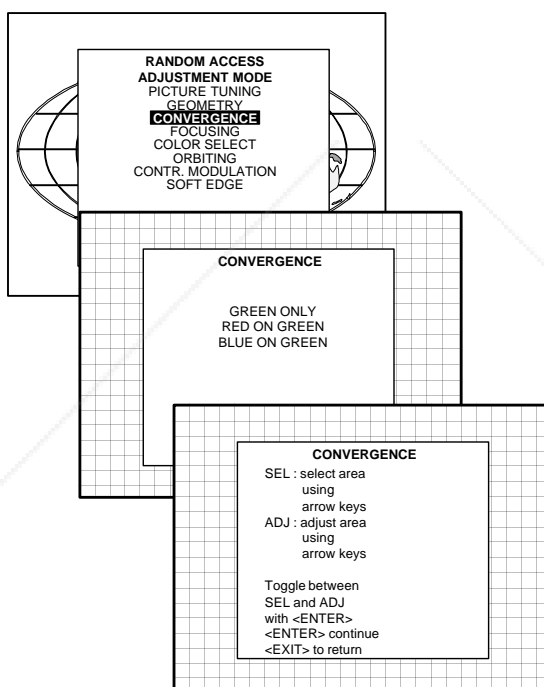 RANDOM ACCESS
ADJUSTMENT MODE
PICTURE TUNING
GEOMETRY
CONVERGENCE
FOCUSING
COLOR SELECT
ORBITING
CONTR. MODULATION
SOFT EDGE
CONVERGENCE
GREEN ONLY
RED ON GREEN
BLUE ON GREEN
CONVERGENCE
SEL : select area
using
arrow keys
ADJ : adjust area
using
arrow keys
Toggle between
SEL and ADJ
with <ENTER>
<ENTER> continue
<EXIT> to return